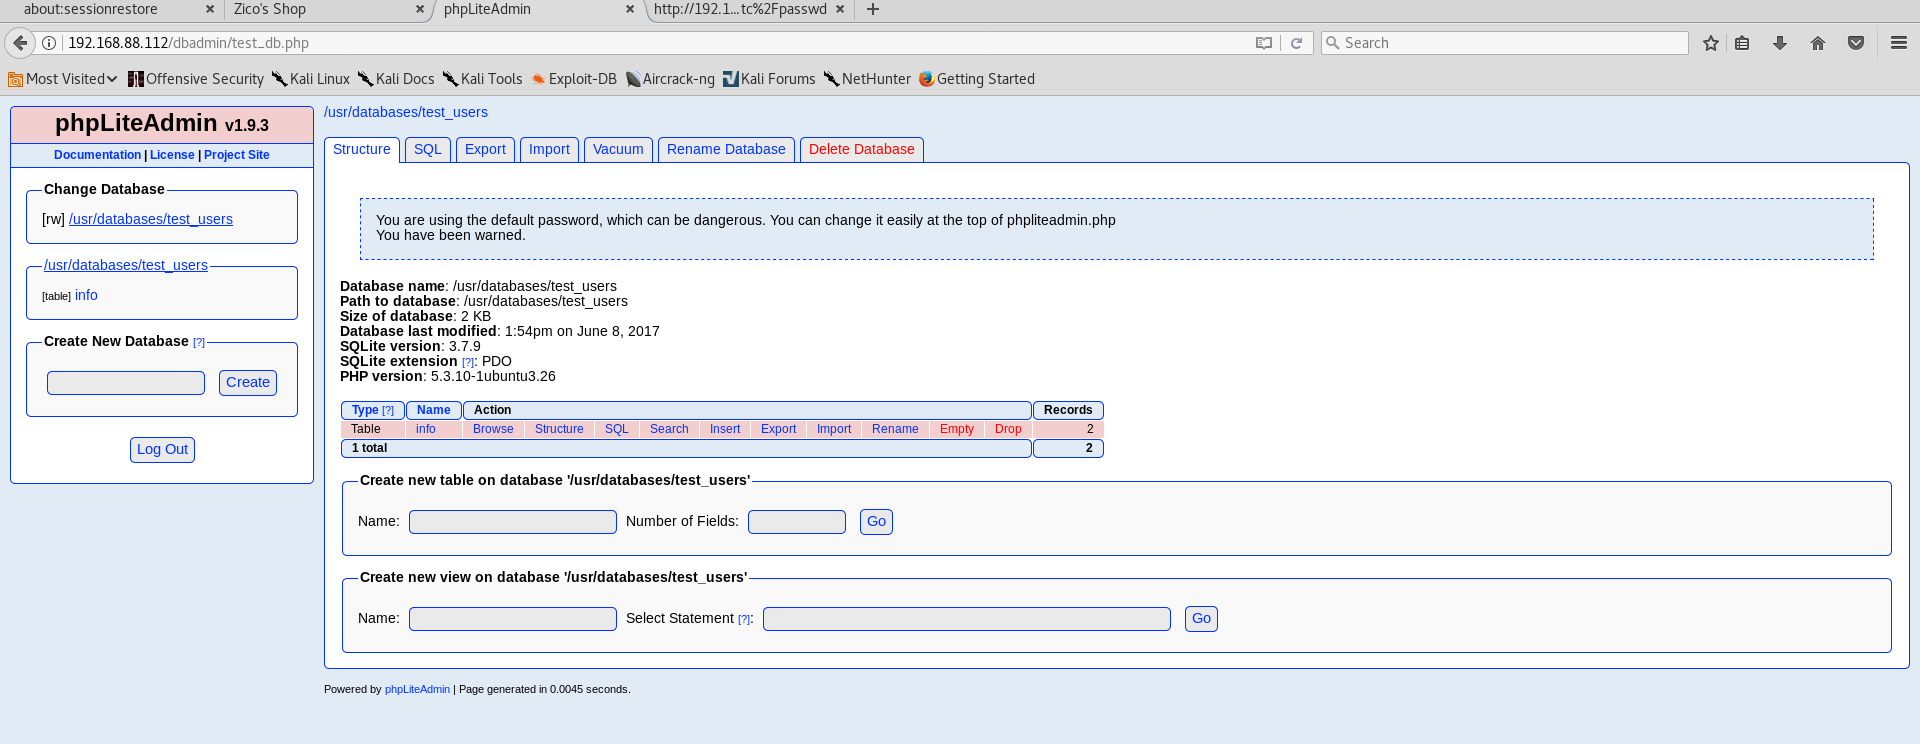 about:sessionrestore Zico's Shop phpLiteAdmin http://192.1...tc%2Fpasswd
192.168.88.112/dbadmin/test_db.php Search
Most Visited Offensive Security Kali Linux Kali Docs Kali Tools Exploit-DB Aircrack-ng Kali Forums NetHunter Getting Started
phpLiteAdmin v1.9.3
Documentation | License | Project Site
Change Database
[rw] /usr/databases/test_users
/usr/databases/test_users
[table] info
Create New Database [?]
Create
Log Out
/usr/databases/test_users
Structure SQL Export Import Vacuum Rename Database Delete Database
You are using the default password, which can be dangerous. You can change it easily at the top of phpliteadmin.php
You have been warned.
Database name: /usr/databases/test_users
Path to database: /usr/databases/test_users
Size of database: 2 KB
Database last modified: 1:54pm on June 8, 2017
SQLite version: 3.7.9
SQLite extension [?]: PDO
PHP version: 5.3.10-1ubuntu3.26
Type [?] Name Action Records
Table info Browse Structure SQL Search Insert Export Import Rename Empty Drop 2
1 total 2
Create new table on database '/usr/databases/test_users'
Name: Number of Fields: Go
Create new view on database '/usr/databases/test_users'
Name: Select Statement [?]: Go
Powered by phpLiteAdmin | Page generated in 0.0045 seconds.